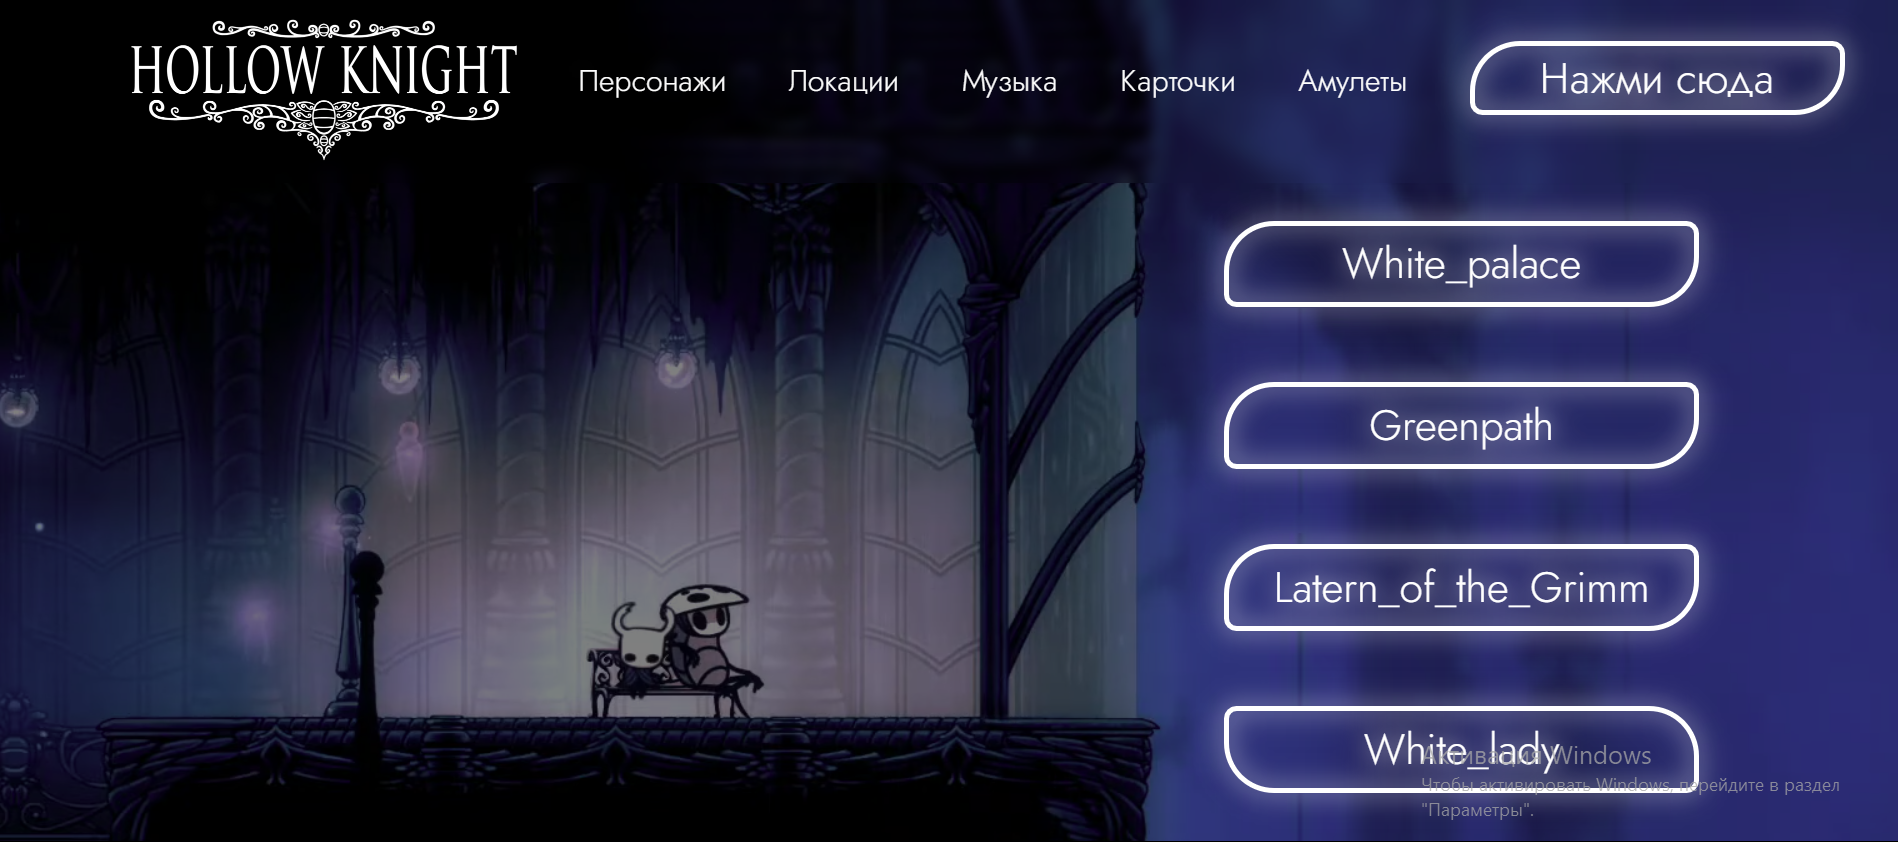 HOLLOW KNIGHT
Персонажи
Локации
Музыка
Карточки
Амулеты
Нажми сюда
White_palace
Greenpath
Latern_of_the_Grimm
White_lady
Активация Windows
Чтобы активировать Windows, перейдите в раздел
"Параметры".